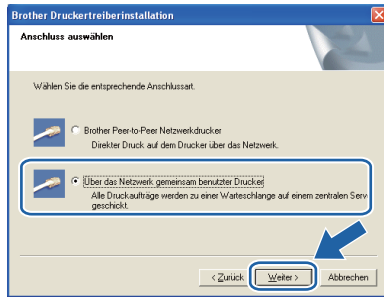 Brother Druckertreiberinstallation
Anschluss auswählen
Wählen Sie die entsprechende Anschlussart.
Brother Peer-to-Peer Netzwerkdrucker
Direkter Druck auf dem Drucker über das Netzwerk.
Über das Netzwerk gemeinsam benutzter Drucker
Alle Druckaufträge werden zu einer Warteschlange auf einem zentralen Serv
geschickt.
< Zurück
Weiter >
Abbrechen